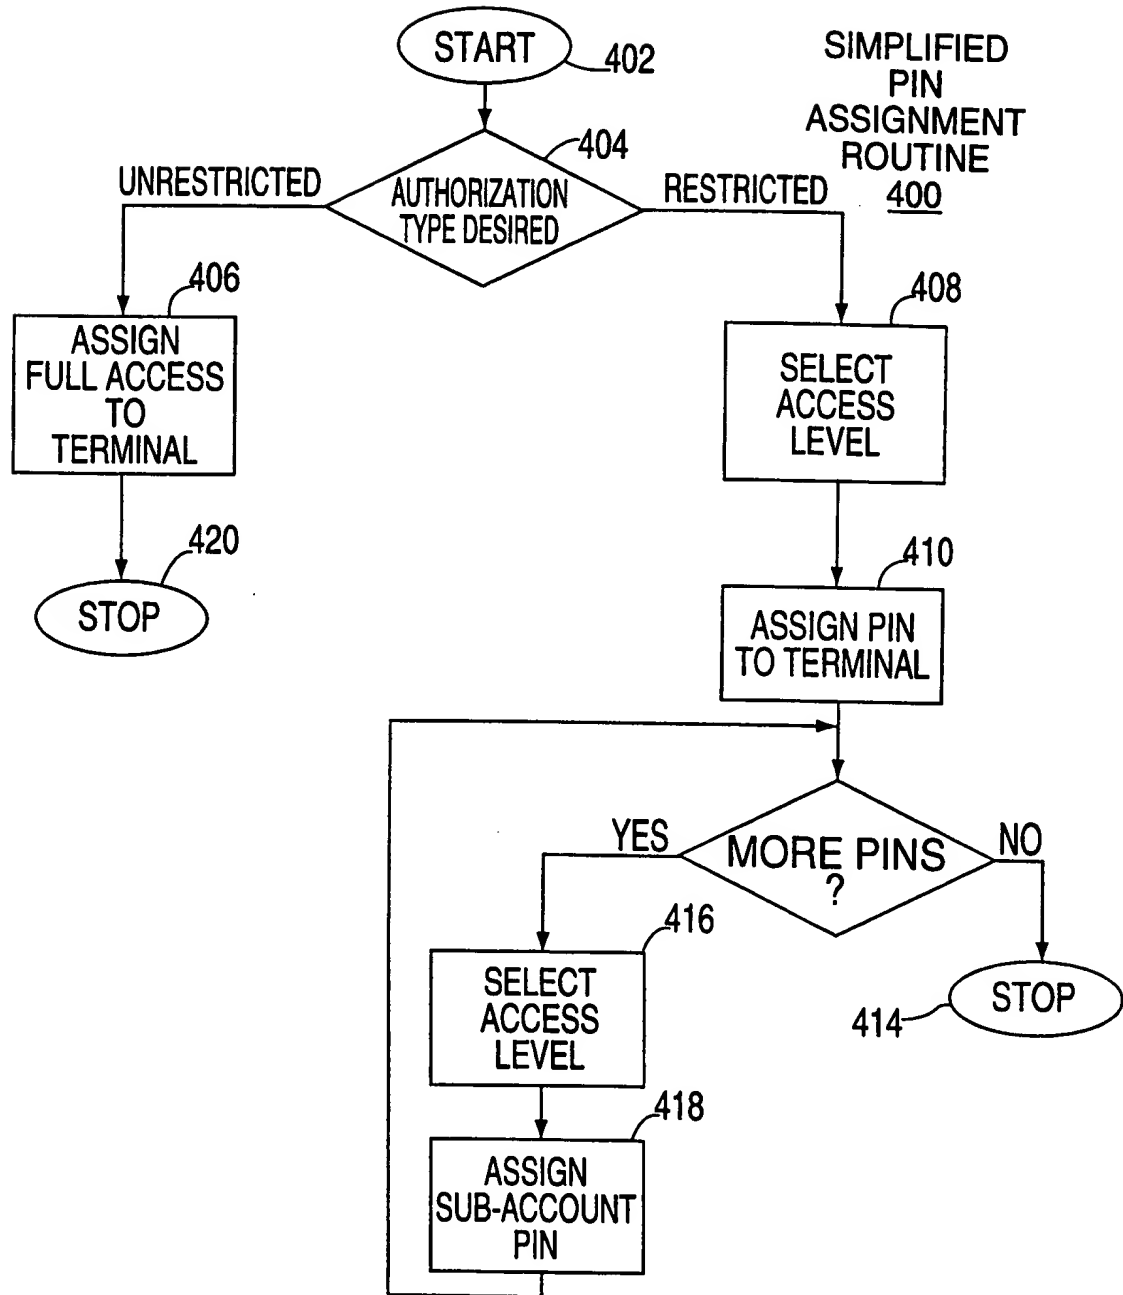 START
402
SIMPLIFIED
PIN
ASSIGNMENT
ROUTINE
400
404
UNRESTRICTED
AUTHORIZATION
TYPE DESIRED
RESTRICTED
406
ASSIGN
FULL ACCESS
TO
TERMINAL
408
SELECT
ACCESS
LEVEL
420
STOP
410
ASSIGN PIN
TO TERMINAL
YES
MORE PINS
?
NO
416
SELECT
ACCESS
LEVEL
414
STOP
418
ASSIGN
SUB-ACCOUNT
PIN